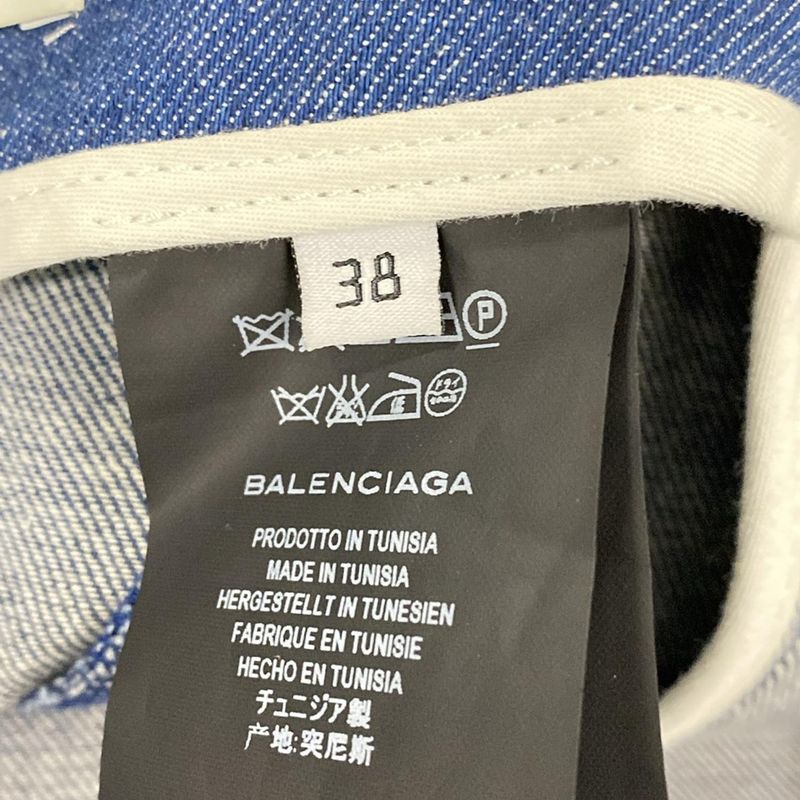 38
P
BALENCIAGA
PRODOTTO IN TUNISIA
MADE IN TUNISIA
HERGESTELLT IN TUNESIEN
FABRIQUE EN TUNISIE
HECHO EN TUNISIA
チュニジア製
产地:突尼斯